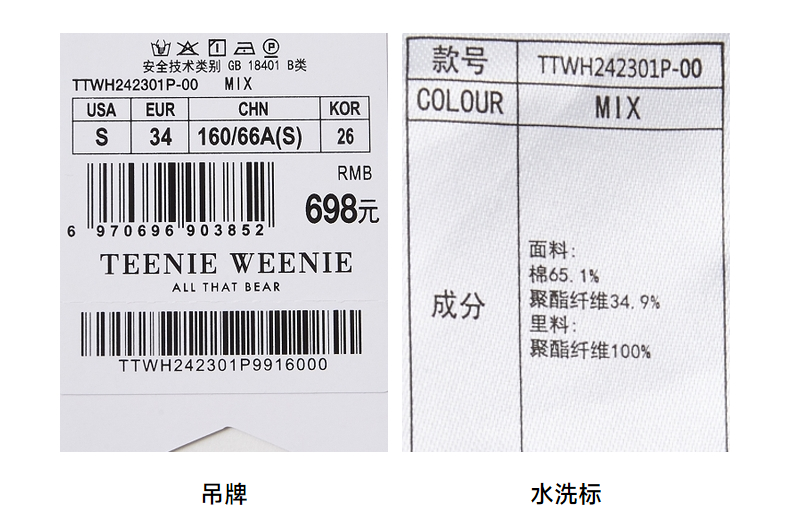 安全技术类别 GB 18401 B类
TTWH242301P-00 MIX
USA EUR CHN KOR
S 34 160/66A(S) 26
RMB
698元
6 970696 903852
TEENIE WEENIE
ALL THAT BEAR
TTWH242301P9916000
吊牌
款号 TTWH242301P-00
COLOUR MIX
成分
面料:
棉65.1%
聚酯纤维34.9%
里料:
聚酯纤维100%
水洗标